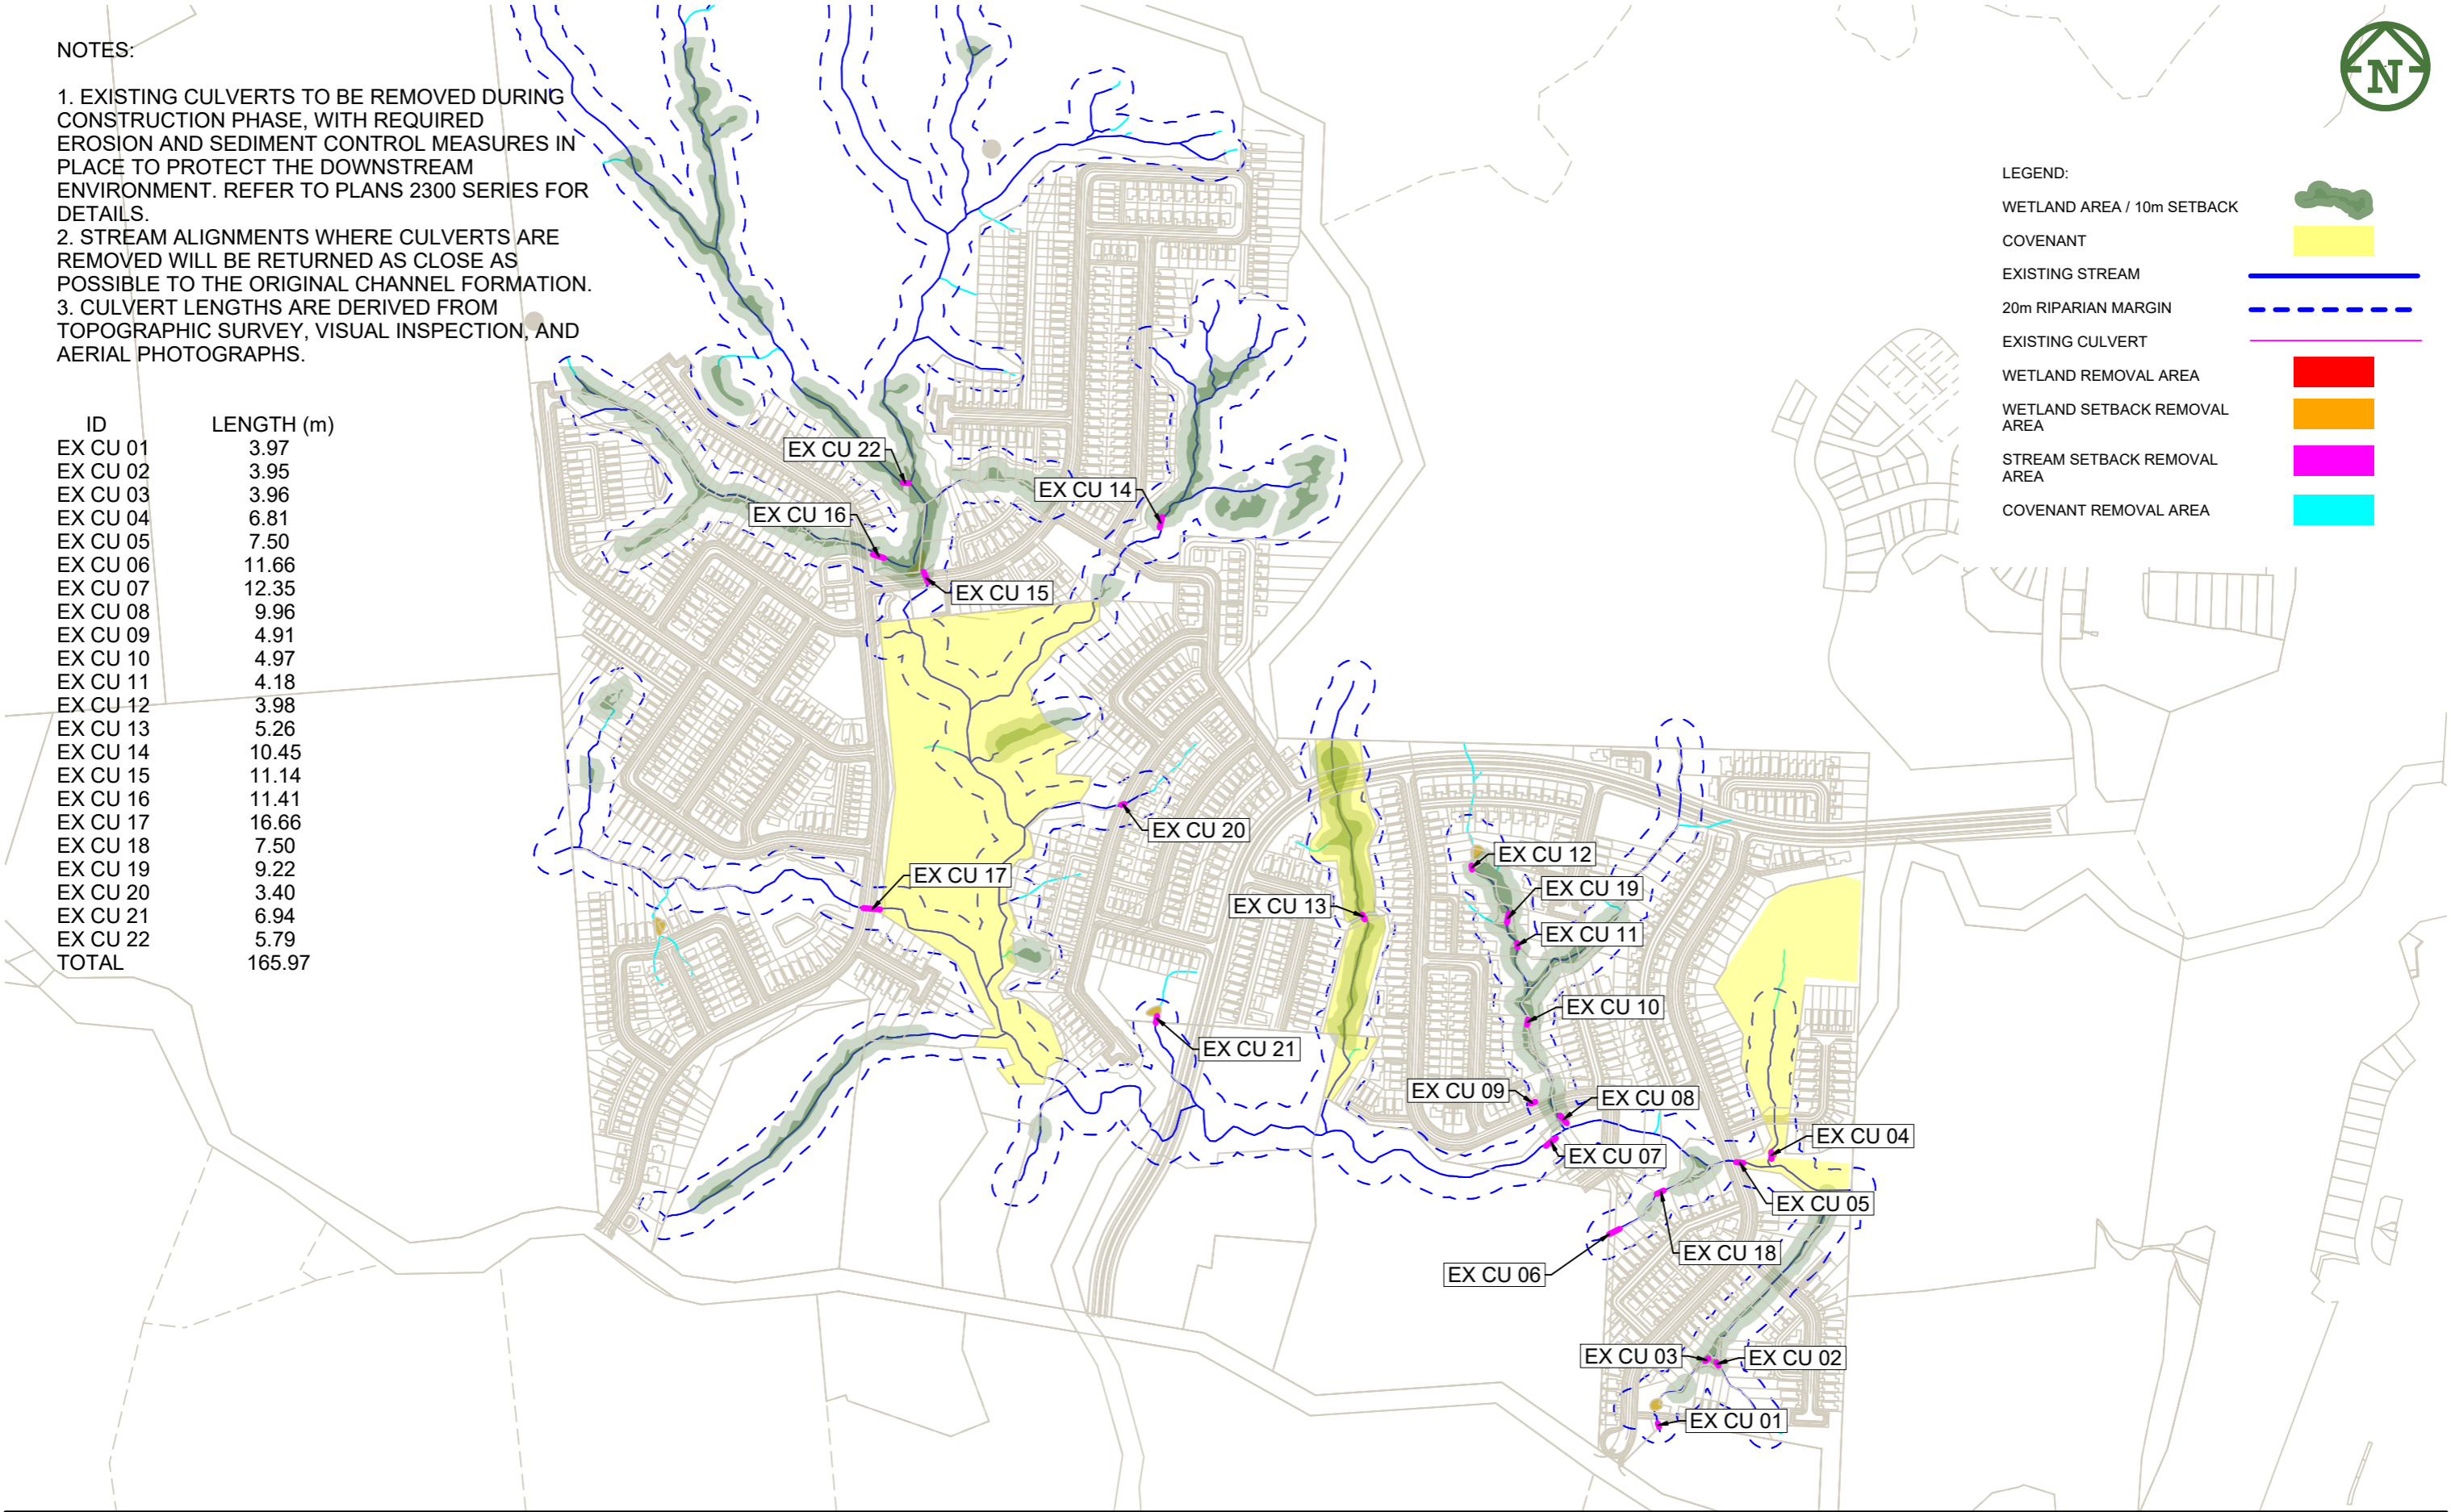 NOTES:
1. EXISTING CULVERTS TO BE REMOVED DURING
CONSTRUCTION PHASE, WITH REQUIRED
EROSION AND SEDIMENT CONTROL MEASURES IN
PLACE TO PROTECT THE DOWNSTREAM
ENVIRONMENT. REFER TO PLANS 2300 SERIES FOR
DETAILS.
2. STREAM ALIGNMENTS WHERE CULVERTS ARE
REMOVED WILL BE RETURNED AS CLOSE AS
POSSIBLE TO THE ORIGINAL CHANNEL FORMATION.
3. CULVERT LENGTHS ARE DERIVED FROM
TOPOGRAPHIC SURVEY, VISUAL INSPECTION, AND
AERIAL PHOTOGRAPHS.
ID LENGTH (m)
EX CU 01 3.97
EX CU 02 3.95
EX CU 03 3.96
EX CU 04 6.81
EX CU 05 7.50
EX CU 06 11.66
EX CU 07 12.35
EX CU 08 9.96
EX CU 09 4.91
EX CU 10 4.97
EX CU 11 4.18
EX CU 12 3.98
EX CU 13 5.26
EX CU 14 10.45
EX CU 15 11.14
EX CU 16 11.41
EX CU 17 16.66
EX CU 18 7.50
EX CU 19 9.22
EX CU 20 3.40
EX CU 21 6.94
EX CU 22 5.79
TOTAL 165.97
N
LEGEND:
WETLAND AREA / 10m SETBACK
COVENANT
EXISTING STREAM
20m RIPARIAN MARGIN
EXISTING CULVERT
WETLAND REMOVAL AREA
WETLAND SETBACK REMOVAL
AREA
STREAM SETBACK REMOVAL
AREA
COVENANT REMOVAL AREA
EX CU 22
EX CU 14
EX CU 16
EX CU 15
EX CU 20
EX CU 12
EX CU 17
EX CU 19
EX CU 13
EX CU 11
EX CU 10
EX CU 21
EX CU 09
EX CU 08
EX CU 04
EX CU 07
EX CU 05
EX CU 18
EX CU 06
EX CU 03
EX CU 02
EX CU 01